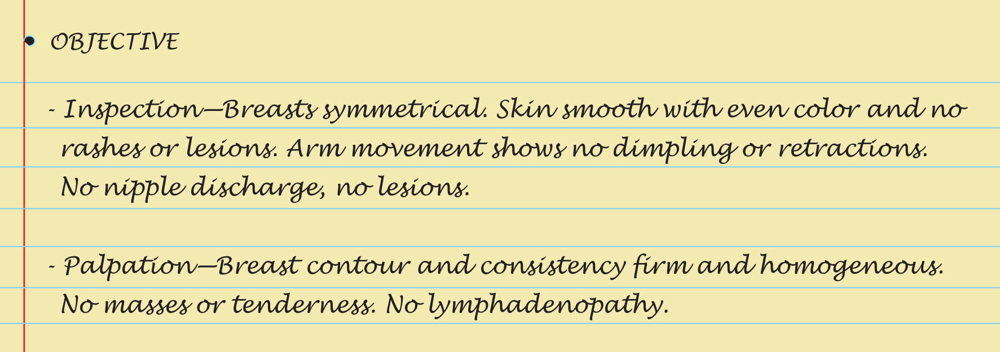 • OBJECTIVE
- Inspection—Breasts symmetrical. Skin smooth with even color and no
rashes or lesions. Arm movement shows no dimpling or retractions.
No nipple discharge, no lesions.
- Palpation—Breast contour and consistency firm and homogeneous.
No masses or tenderness. No lymphadenopathy.